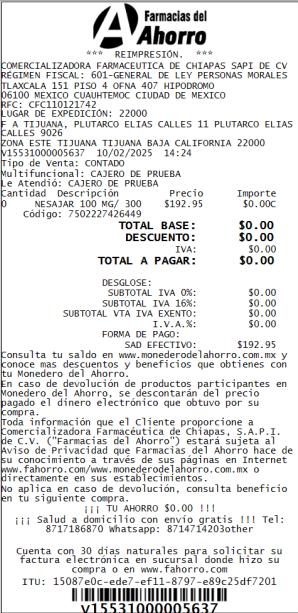 Farmacias del
Ahorro
*** REIMPRESIÓN. ***
COMERCIALIZADORA FARMACEUTICA DE CHIAPAS SAPI DE CV
RÉGIMEN FISCAL: 601-GENERAL DE LEY PERSONAS MORALES
TLAXCALA 151 PISO 4 OFNA 407 HIPODROMO
06100 MEXICO CUAUHTEMOC CIUDAD DE MEXICO
RFC: CFC110121742
LUGAR DE EXPEDICIÓN: 22000
F A TIJUANA, PLUTARCO ELIAS CALLES 11 PLUTARCO ELIAS
CALLES 9026
ZONA ESTE TIJUANA TIJUANA BAJA CALIFORNIA 22000
V15531000005637 10/02/2025 14:24
Tipo de Venta: CONTADO
Multifuncional: CAJERO DE PRUEBA
Le Atendió: CAJERO DE PRUEBA
Cantidad Descripción Precio Importe
0 NESAJAR 100 MG/ 300 $192.95 $0.00C
Código: 7502227426449
TOTAL BASE: $0.00
DESCUENTO: $0.00
IVA: $0.00
TOTAL A PAGAR: $0.00
DESGLOSE:
SUBTOTAL IVA 0%: $0.00
SUBTOTAL IVA 16%: $0.00
SUBTOTAL VTA IVA EXENTO: $0.00
I.V.A.%: $0.00
FORMA DE PAGO:
SAD EFECTIVO: $192.95
Consulta tu saldo en www.monederodelahorro.com.mx y
conoce mas descuentos y beneficios que obtienes con
tu Monedero del Ahorro.
En caso de devolución de productos participantes en
Monedero del Ahorro, se descontarán del precio
pagado el dinero electrónico que obtuvo por su
compra.
Toda información que el Cliente proporcione a
Comercializadora Farmacéutica de Chiapas, S.A.P.I.
de C.V. ("Farmacias del Ahorro") estará sujeta al
Aviso de Privacidad que Farmacias del Ahorro hace de
su conocimiento a través de sus páginas en Internet
www.fahorro.com/www.monederodelahorro.com.mx o
directamente en sus establecimientos.
No aplica en caso de devolución, consulta beneficio
en tu siguiente compra.
¡¡¡ TU AHORRO $0.00 !!!
¡¡¡ Salud a domicilio con envío gratis !!! Tel:
8717186870 Whatsapp: 8714714203other
Cuenta con 30 días naturales para solicitar su
factura electrónica en sucursal donde hizo su
compra o en www.fahorro.com
ITU: 15087e0c-ede7-ef11-8797-e89c25df7201
V15531000005637